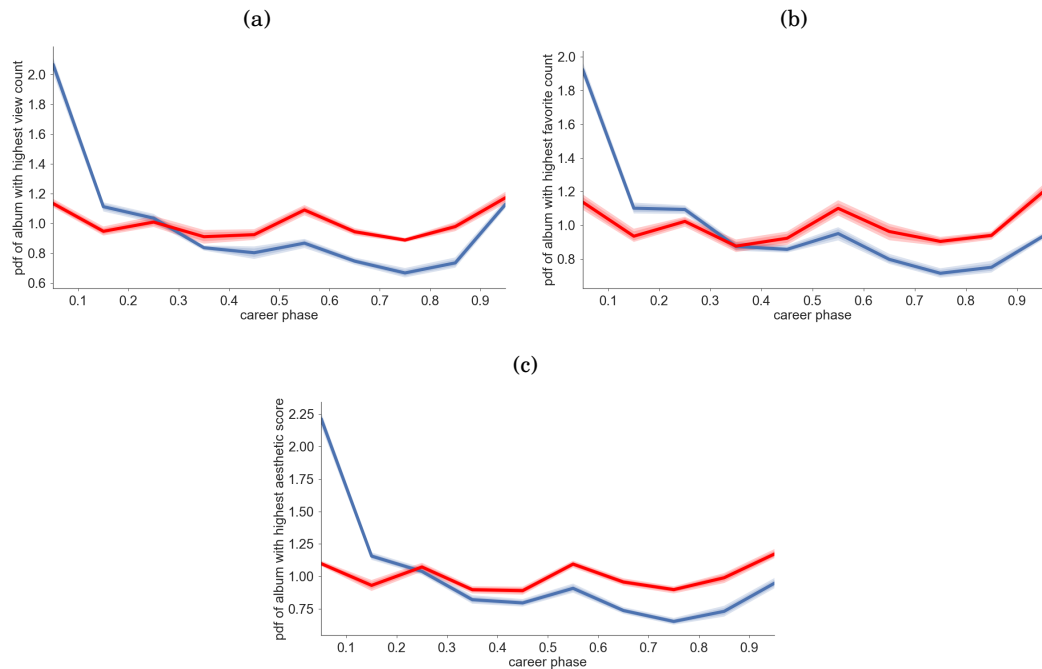 (a)
pdf of album with highest view count
2.0
1.8
1.6
1.4
1.2
1.0
0.8
0.6
0.1 0.2 0.3 0.4 0.5 0.6 0.7 0.8 0.9
career phase
(b)
pdf of album with highest favorite count
2.0
1.8
1.6
1.4
1.2
1.0
0.8
0.1 0.2 0.3 0.4 0.5 0.6 0.7 0.8 0.9
career phase
(c)
pdf of album with highest aesthetic score
2.25
2.00
1.75
1.50
1.25
1.00
0.75
0.1 0.2 0.3 0.4 0.5 0.6 0.7 0.8 0.9
career phase